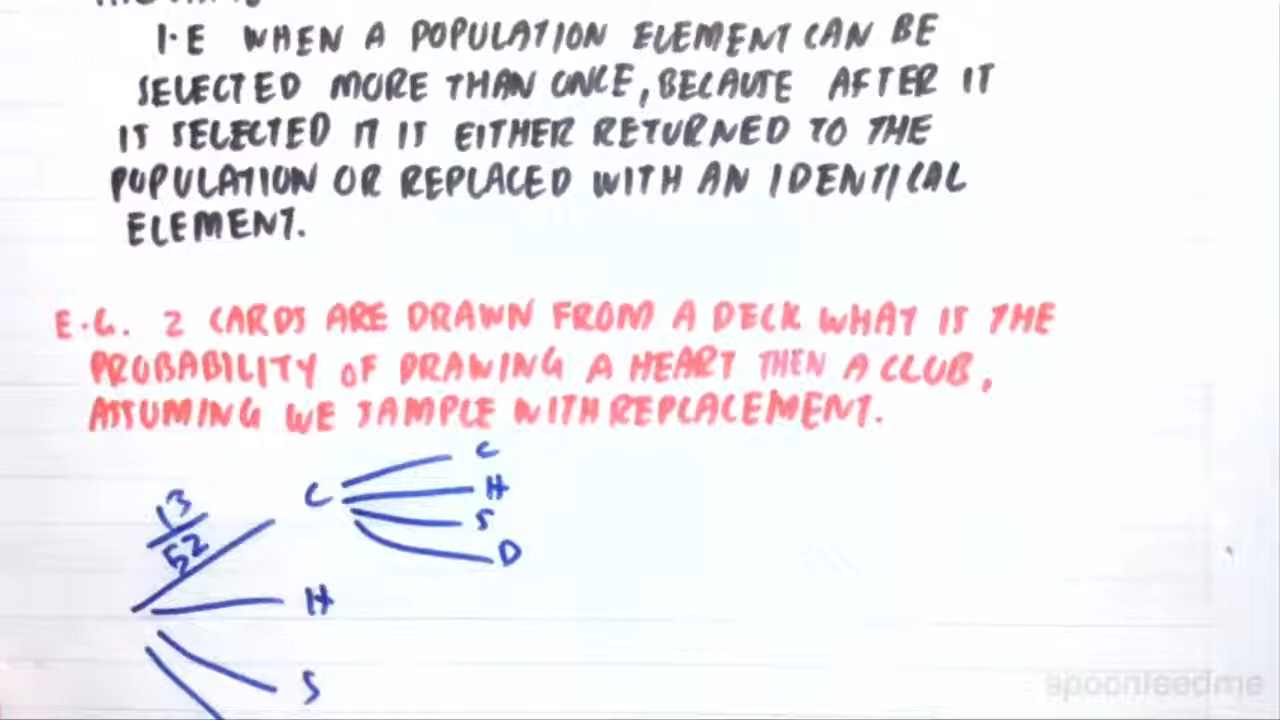 I.E WHEN A POPULATION ELEMENT CAN BE
SELECTED MORE THAN ONCE, BECAUSE AFTER IT
IS SELECTED IT IS EITHER RETURNED TO THE
POPULATION OR REPLACED WITH AN IDENTICAL
ELEMENT.
E.G. 2 CARDS ARE DRAWN FROM A DECK WHAT IS THE
PROBABILITY OF DRAWING A HEART THEN A CLUB,
ASSUMING WE SAMPLE WITH REPLACEMENT.
C
H
S
D
C
13
52
H
S
spoonfeedme